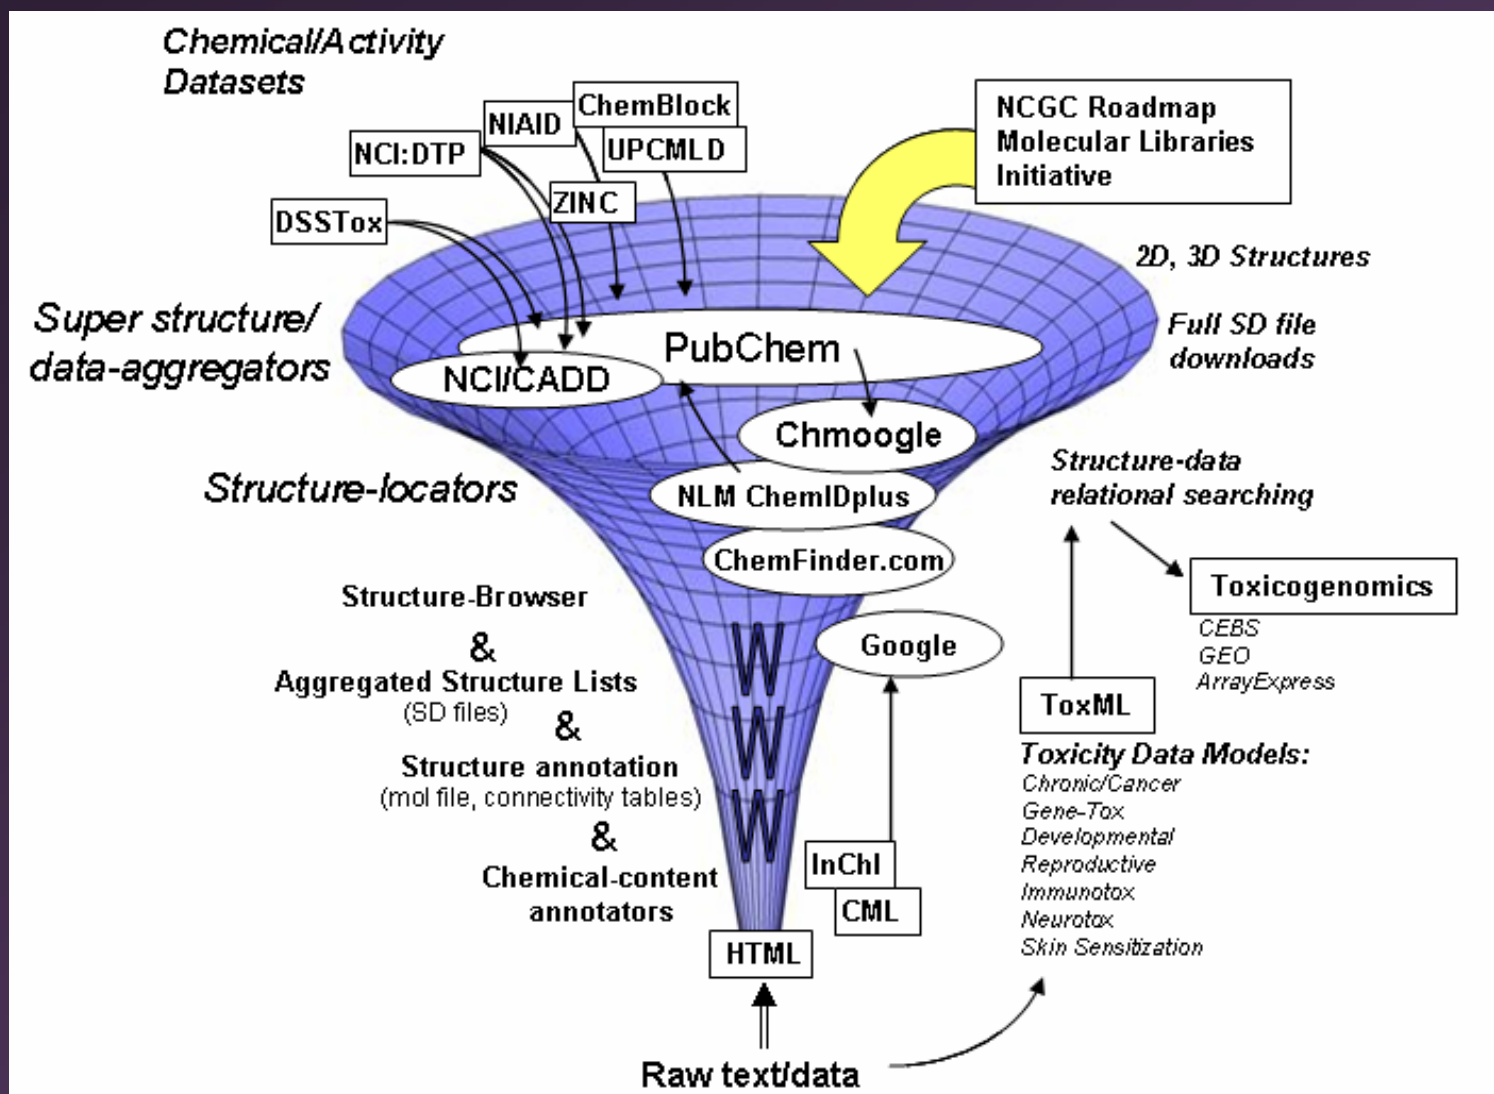 Chemical/Activity
Datasets
ChemBlock
NIAID
UPCMLD
NCI:DTP
ZINC
DSSTox
NCGC Roadmap
Molecular Libraries
Initiative
2D, 3D Structures
Full SD file
downloads
Super structure/
data-aggregators
PubChem
NCI/CADD
Chmoogle
Structure-locators
NLM ChemIDplus
ChemFinder.com
Structure-data
relational searching
Toxicogenomics
CEBS
GEO
ArrayExpress
Structure-Browser
&
Aggregated Structure Lists
(SD files)
&
Structure annotation
(mol file, connectivity tables)
&
Chemical-content
annotators
W
W
W
Google
InChI
CML
HTML
ToxML
Toxicity Data Models:
Chronic/Cancer
Gene-Tox
Developmental
Reproductive
Immunotox
Neurotox
Skin Sensitization
Raw text/data